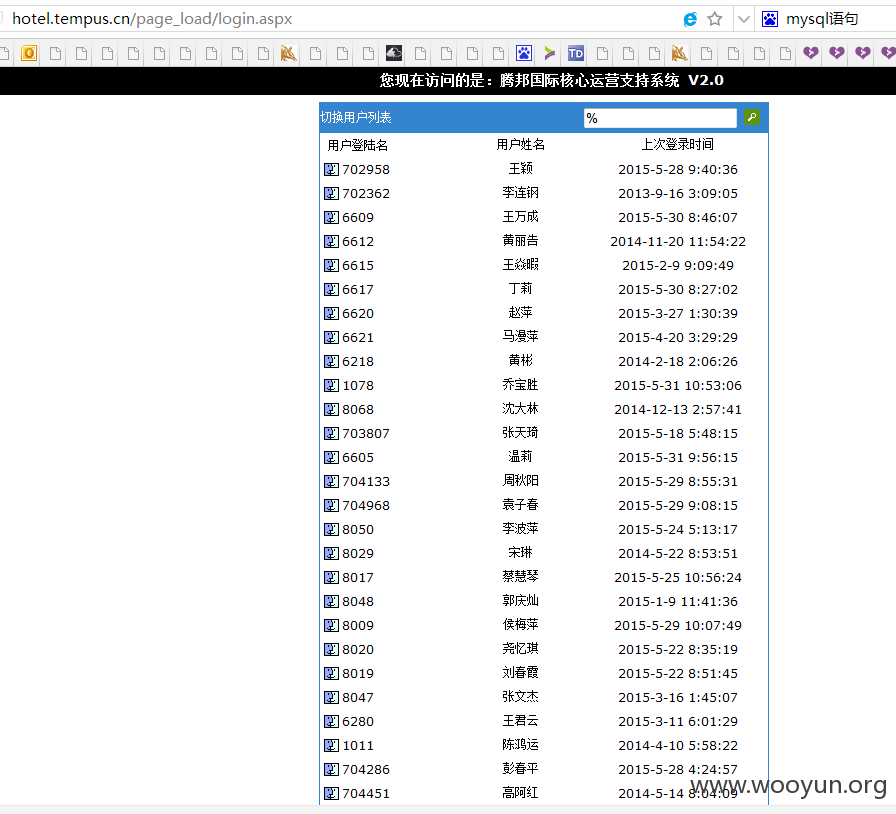 hotel.tempus.cn/page_load/login.aspx
mysql语句
您现在访问的是：腾邦国际核心运营支持系统 V2.0
切换用户列表 %
用户登陆名 用户姓名 上次登录时间
702958 王颖 2015-5-28 9:40:36
702362 李连钢 2013-9-16 3:09:05
6609 王万成 2015-5-30 8:46:07
6612 黄丽告 2014-11-20 11:54:22
6615 王焱暇 2015-2-9 9:09:49
6617 丁莉 2015-5-30 8:27:02
6620 赵萍 2015-3-27 1:30:39
6621 马漫萍 2015-4-20 3:29:29
6218 黄彬 2014-2-18 2:06:26
1078 乔宝胜 2015-5-31 10:53:06
8068 沈大林 2014-12-13 2:57:41
703807 张天琦 2015-5-18 5:48:15
6605 温莉 2015-5-31 9:56:15
704133 周秋阳 2015-5-29 8:55:31
704968 袁子春 2015-5-29 9:08:15
8050 李波萍 2015-5-24 5:13:17
8029 宋琳 2014-5-22 8:53:51
8017 蔡慧琴 2015-5-25 10:56:24
8048 郭庆灿 2015-1-9 11:41:36
8009 侯梅萍 2015-5-29 10:07:49
8020 尧忆琪 2015-5-22 8:35:19
8019 刘春霞 2015-5-22 8:51:45
8047 张文杰 2015-3-16 1:45:07
6280 王君云 2015-3-11 6:01:29
1011 陈鸿运 2014-4-10 5:58:22
704286 彭春平 2015-5-28 4:24:57
704451 高阿红 2014-5-14 8:04:09
www.wooyun.org